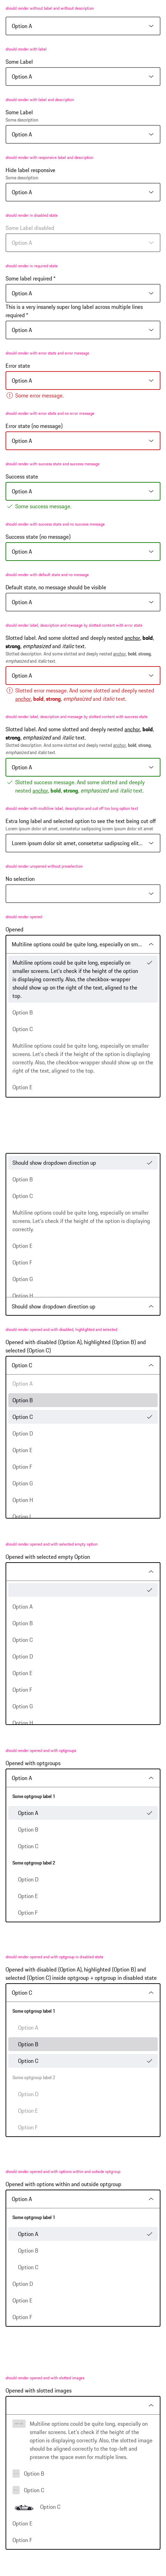 should render without label and without description
Option A
should render with label
Some Label
Option A
should render with label and description
Some Label
Some description
Option A
should render with responsive label and description
Hide label responsive
Some description
Option A
should render in disabled state
Some Label disabled
Option A
should render in required state
Some label required *
Option A
This is a very insanely super long label across multiple lines
required *
Option A
should render with error state and error message
Error state
Option A
Some error message.
should render with error state and no error message
Error state (no message)
Option A
should render with success state and success message
Success state
Option A
Some success message.
should render with success state and no success message
Success state (no message)
Option A
should render with default state and no message
Default state, no message should be visible
Option A
should render label, description and message by slotted content with error state
Slotted label. And some slotted and deeply nested anchor, bold,
strong, emphasized and italic text.
Slotted description. And some slotted and deeply nested anchor, bold, strong,
emphasized and italic text.
Option A
Slotted error message. And some slotted and deeply nested
anchor, bold, strong, emphasized and italic text.
should render label, description and message by slotted content with success state
Slotted label. And some slotted and deeply nested anchor, bold,
strong, emphasized and italic text.
Slotted description. And some slotted and deeply nested anchor, bold, strong,
emphasized and italic text.
Option A
Slotted success message. And some slotted and deeply
nested anchor, bold, strong, emphasized and italic text.
should render with multiline label, description and cut off too long option text
Extra long label and selected option to see the text being cut off
Lorem ipsum dolor sit amet, consetetur sadipscing elitr, sed diam
Lorem ipsum dolor sit amet, consetetur sadipscing elit...
should render unopened without preselection
No selection
should render opened
Opened
Multiline options could be quite long, especially on sm...
Multiline options could be quite long, especially on
smaller screens. Let's check if the height of the option
is displaying correctly. Also, the checkbox-wrapper
should show up on the right of text, aligned to the
top.
Option B
Option C
Multiline options could be quite long, especially on
smaller screens. Let's check if the height of the option is
displaying correctly. Also, the checkbox-wrapper should
show up on the right of text, aligned to the top.
Option E
Should show dropdown direction up
Option B
Option C
Multiline options could be quite long, especially on
smaller screens. Let's check if the height of the
option is displaying correctly.
Option E
Option F
Option G
Option H
Should show dropdown direction up
should render opened and with disabled, highlighted and selected
Opened with disabled (Option A), highlighted (Option B) and
selected (Option C)
Option C
Option A
Option B
Option C
Option D
Option E
Option F
Option G
Option H
Option I
should render opened and with selected empty option
Opened with selected empty Option
Option A
Option B
Option C
Option D
Option E
Option F
Option G
Option H
should render opened and with optgroups
Opened with optgroups
Option A
Some optgroup label 1
Option A
Option B
Option C
Some optgroup label 2
Option D
Option E
Option F
should render opened and with optgroup in disabled state
Opened with disabled (Option A), highlighted (Option B) and
selected (Option C) inside optgroup + optgroup in disabled state
Option C
Some optgroup label 1
Option A
Option B
Option C
Some optgroup label 2
Option D
Option E
Option F
should render opened and with options within and outside optgroup
Opened with options within and outside optgroup
Option A
Some optgroup label 1
Option A
Option B
Option C
Option D
Option E
Option F
should render opened and with slotted images
Opened with slotted images
Multiline options could be quite long, especially on
smaller screens. Let's check if the height of the
option is displaying correctly. Also, the slotted image
should be aligned correctly to the top-left and
preserve the space even for multiple lines.
Option B
Option C
Option C
Option E
Option F